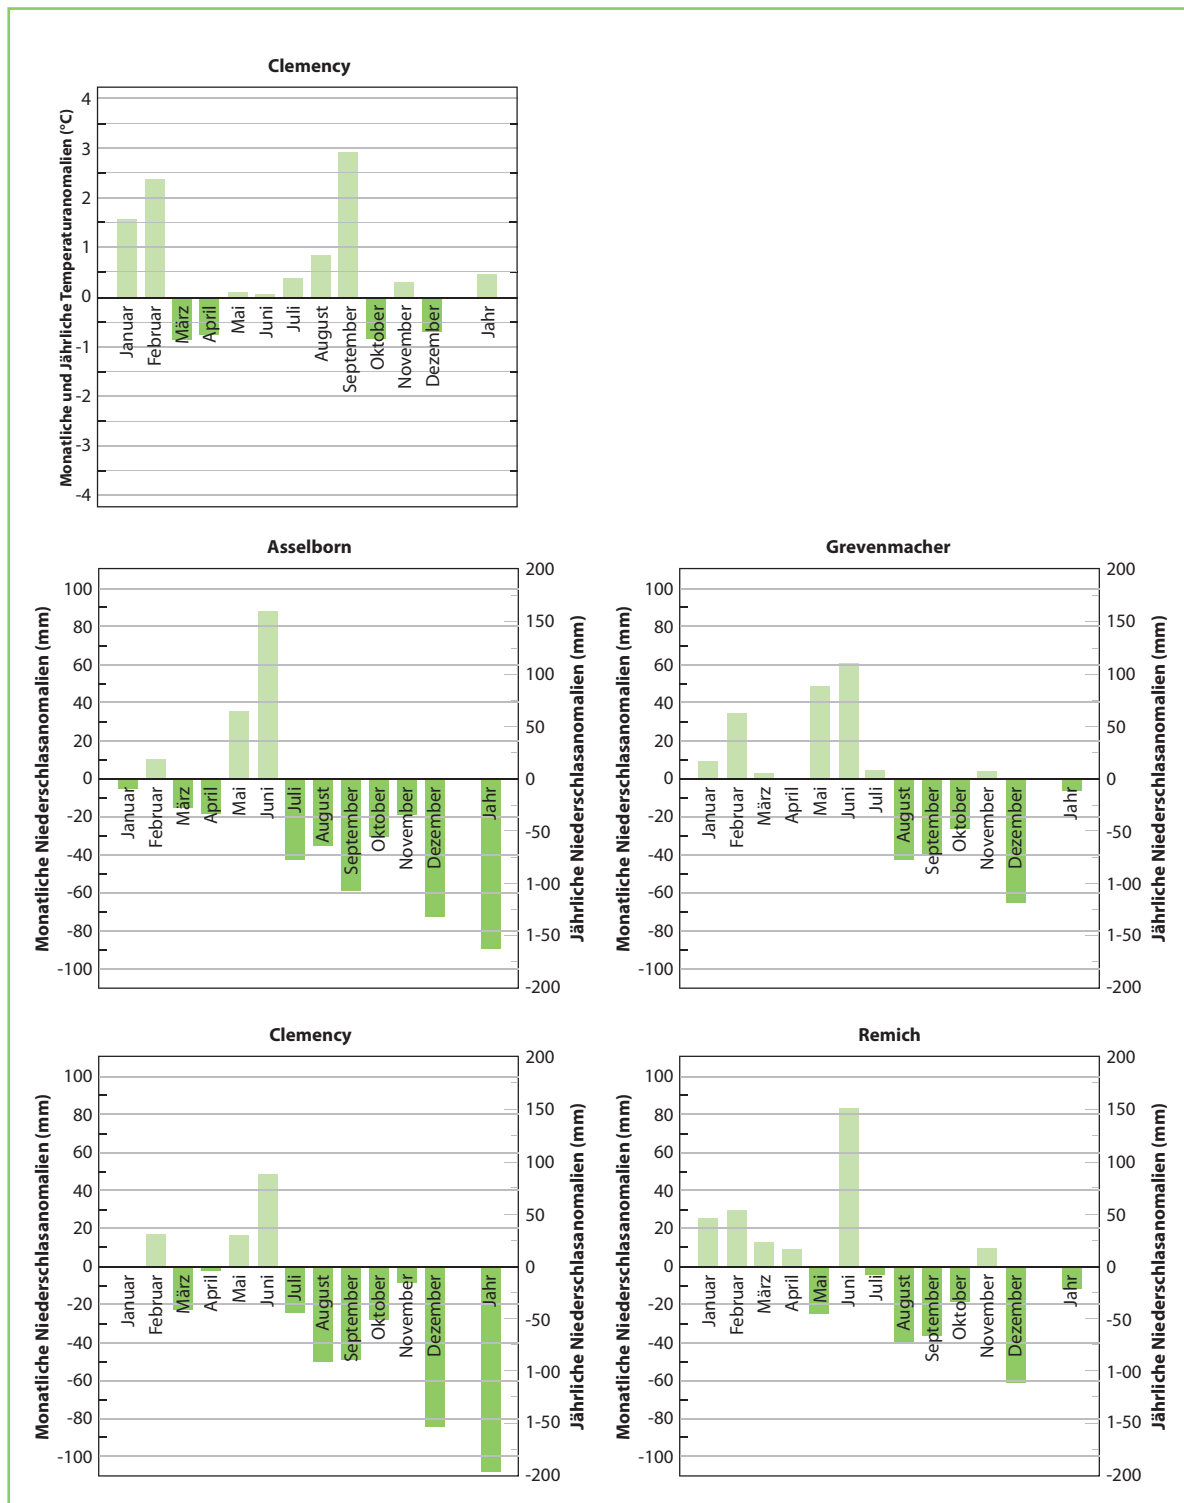 Clemency
Monatliche und Jährliche Temperaturanomalien (°C)
4
3
2
1
0
-1
-2
-3
-4
Januar
Februar
März
April
Mai
Juni
Juli
August
September
Oktober
November
Dezember
Jahr
Asselborn
Monatliche Niederschlasanomalien (mm)
100
80
60
40
20
0
-20
-40
-60
-80
-100
Januar
Februar
März
April
Mai
Juni
Juli
August
September
Oktober
November
Dezember
Jahr
200
150
100
50
0
-50
1-00
1-50
-200
Jährliche Niederschlasanomalien (mm)
Grevenmacher
Monatliche Niederschlasanomalien (mm)
100
80
60
40
20
0
-20
-40
-60
-80
-100
Januar
Februar
März
April
Mai
Juni
Juli
August
September
Oktober
November
Dezember
Jahr
200
150
100
50
0
-50
1-00
1-50
-200
Jährliche Niederschlasanomalien (mm)
Clemency
Monatliche Niederschlasanomalien (mm)
100
80
60
40
20
0
-20
-40
-60
-80
-100
Januar
Februar
März
April
Mai
Juni
Juli
August
September
Oktober
November
Dezember
Jahr
200
150
100
50
0
-50
1-00
1-50
-200
Jährliche Niederschlasanomalien (mm)
Remich
Monatliche Niederschlasanomalien (mm)
100
80
60
40
20
0
-20
-40
-60
-80
-100
Januar
Februar
März
April
Mai
Juni
Juli
August
September
Oktober
November
Dezember
Jahr
200
150
100
50
0
-50
1-00
1-50
-200
Jährliche Niederschlasanomalien (mm)